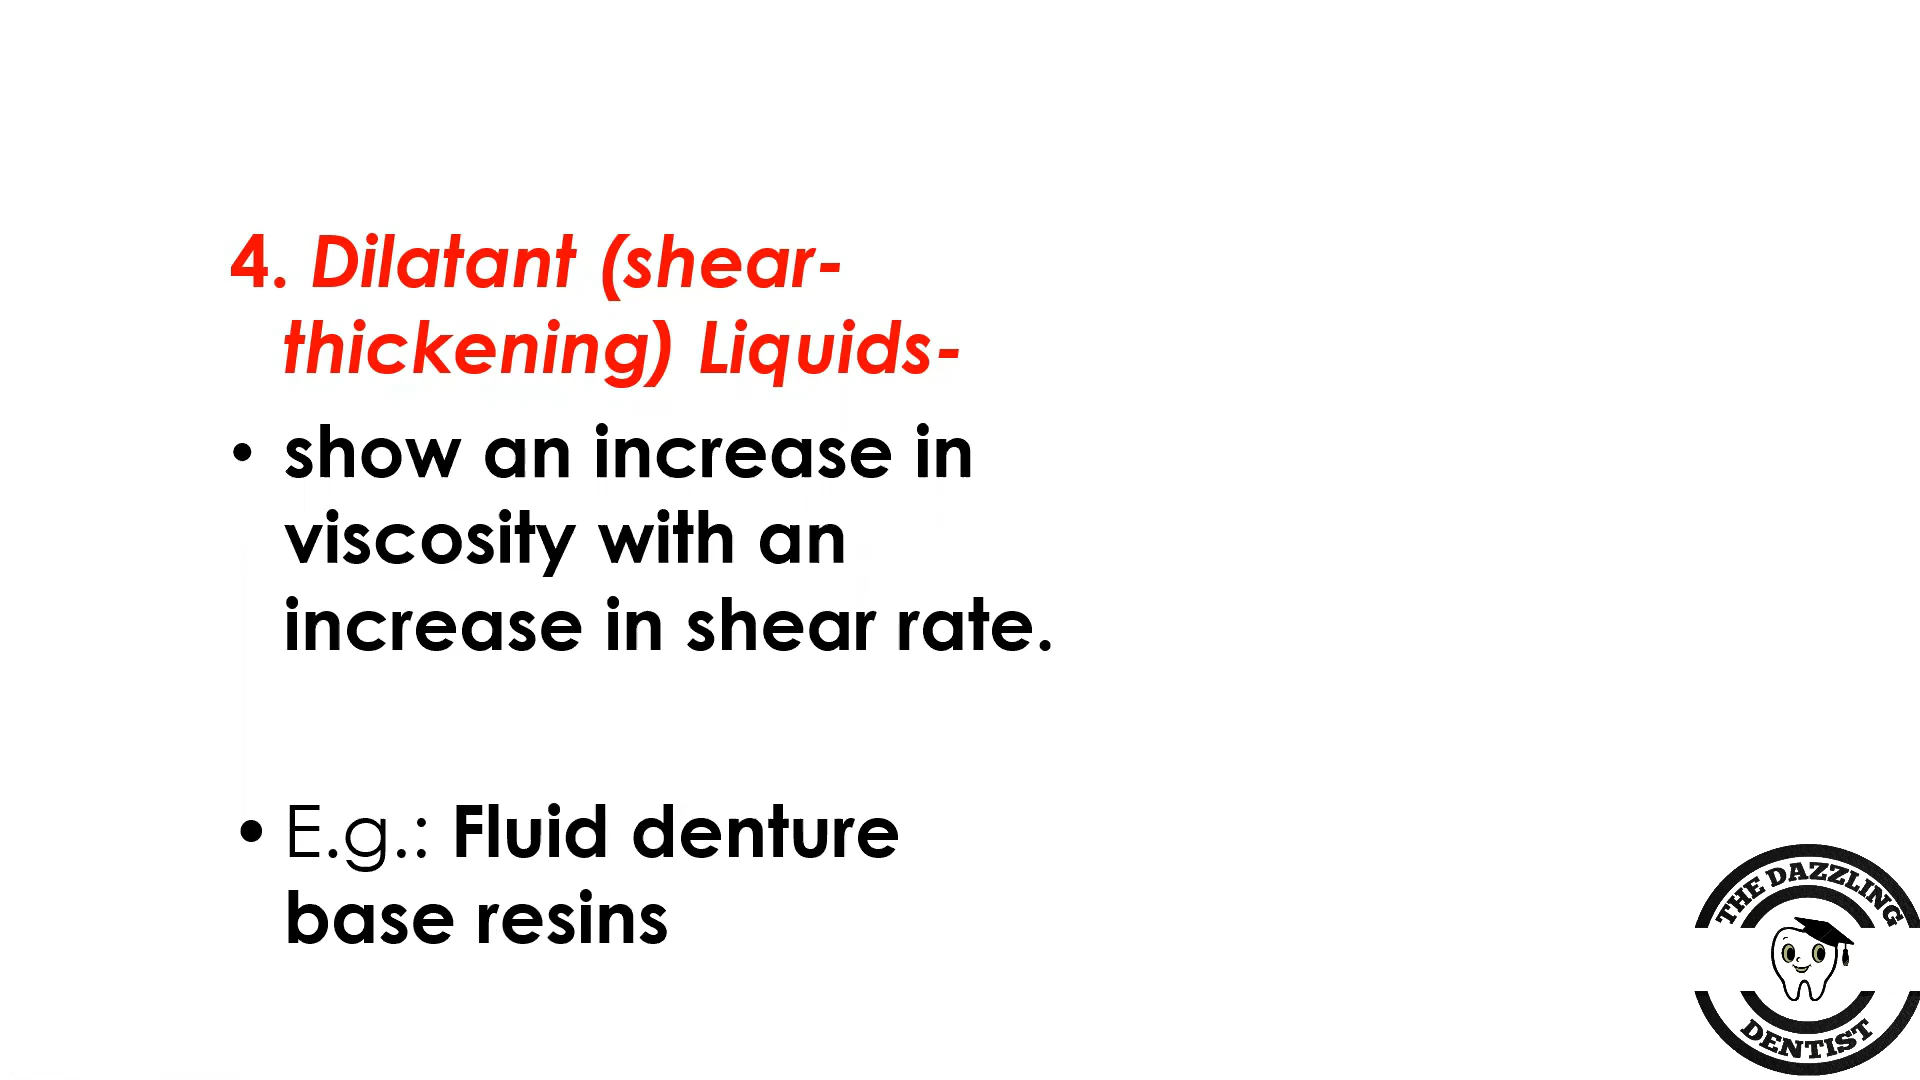 4. Dilatant (shear-
thickening) Liquids-
• show an increase in
viscosity with an
increase in shear rate.
• E.g.: Fluid denture
base resins
THE DAZZLING
DENTIST